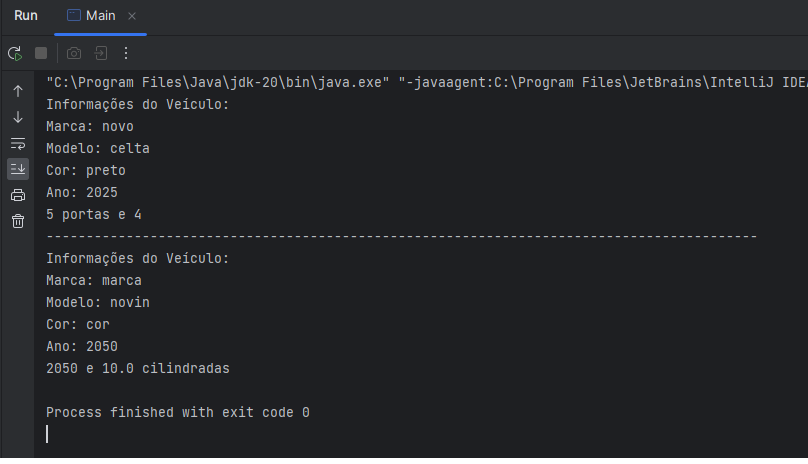 Run Main
"C:\Program Files\Java\jdk-20\bin\java.exe" "-javaagent:C:\Program Files\JetBrains\IntelliJ IDEA
Informações do Veículo:
Marca: novo
Modelo: celta
Cor: preto
Ano: 2025
5 portas e 4
-----------------------------------------------------------------------------------------
Informações do Veículo:
Marca: marca
Modelo: novin
Cor: cor
Ano: 2050
2050 e 10.0 cilindradas
Process finished with exit code 0